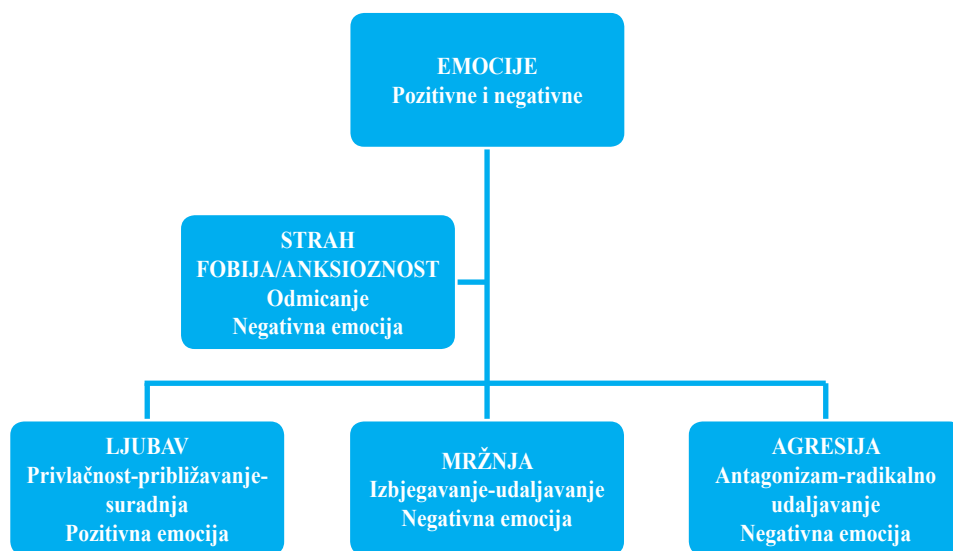 EMOCIJE
Pozitivne i negativne
STRAH
FOBIJA/ANKSIOZNOST
Odmicanje
Negativna emocija
LJUBAV
Privlačnost-približavanje-
suradnja
Pozitivna emocija
MRŽNJA
Izbjegavanje-udaljavanje
Negativna emocija
AGRESIJA
Antagonizam-radikalno
udaljavanje
Negativna emocija